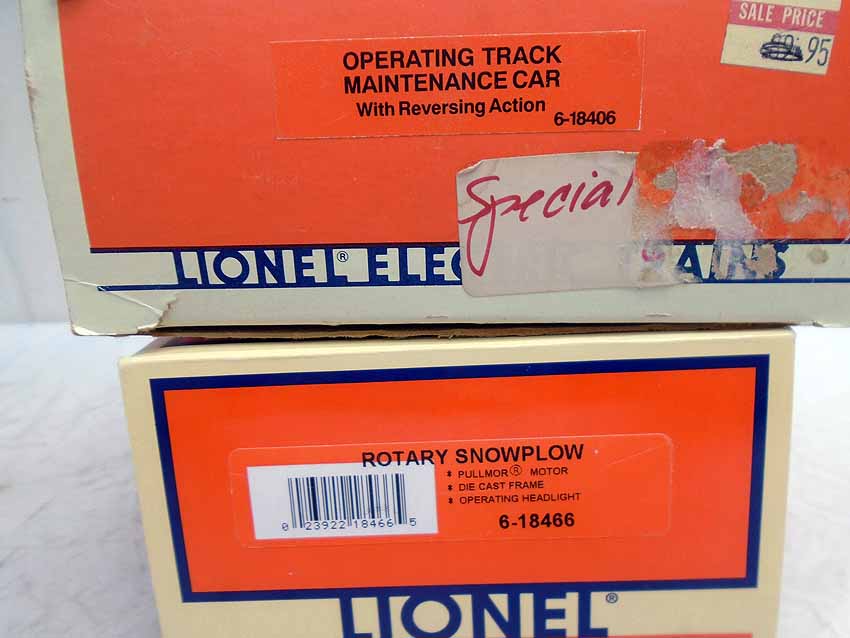 SALE PRICE
95
OPERATING TRACK
MAINTENANCE CAR
With Reversing Action
6-18406
Special
LIONEL® ELEC
ROTARY SNOWPLOW
* PULLMOR® MOTOR
* DIE CAST FRAME
* OPERATING HEADLIGHT
0 23922 18466 5
6-18466
LIONEL®